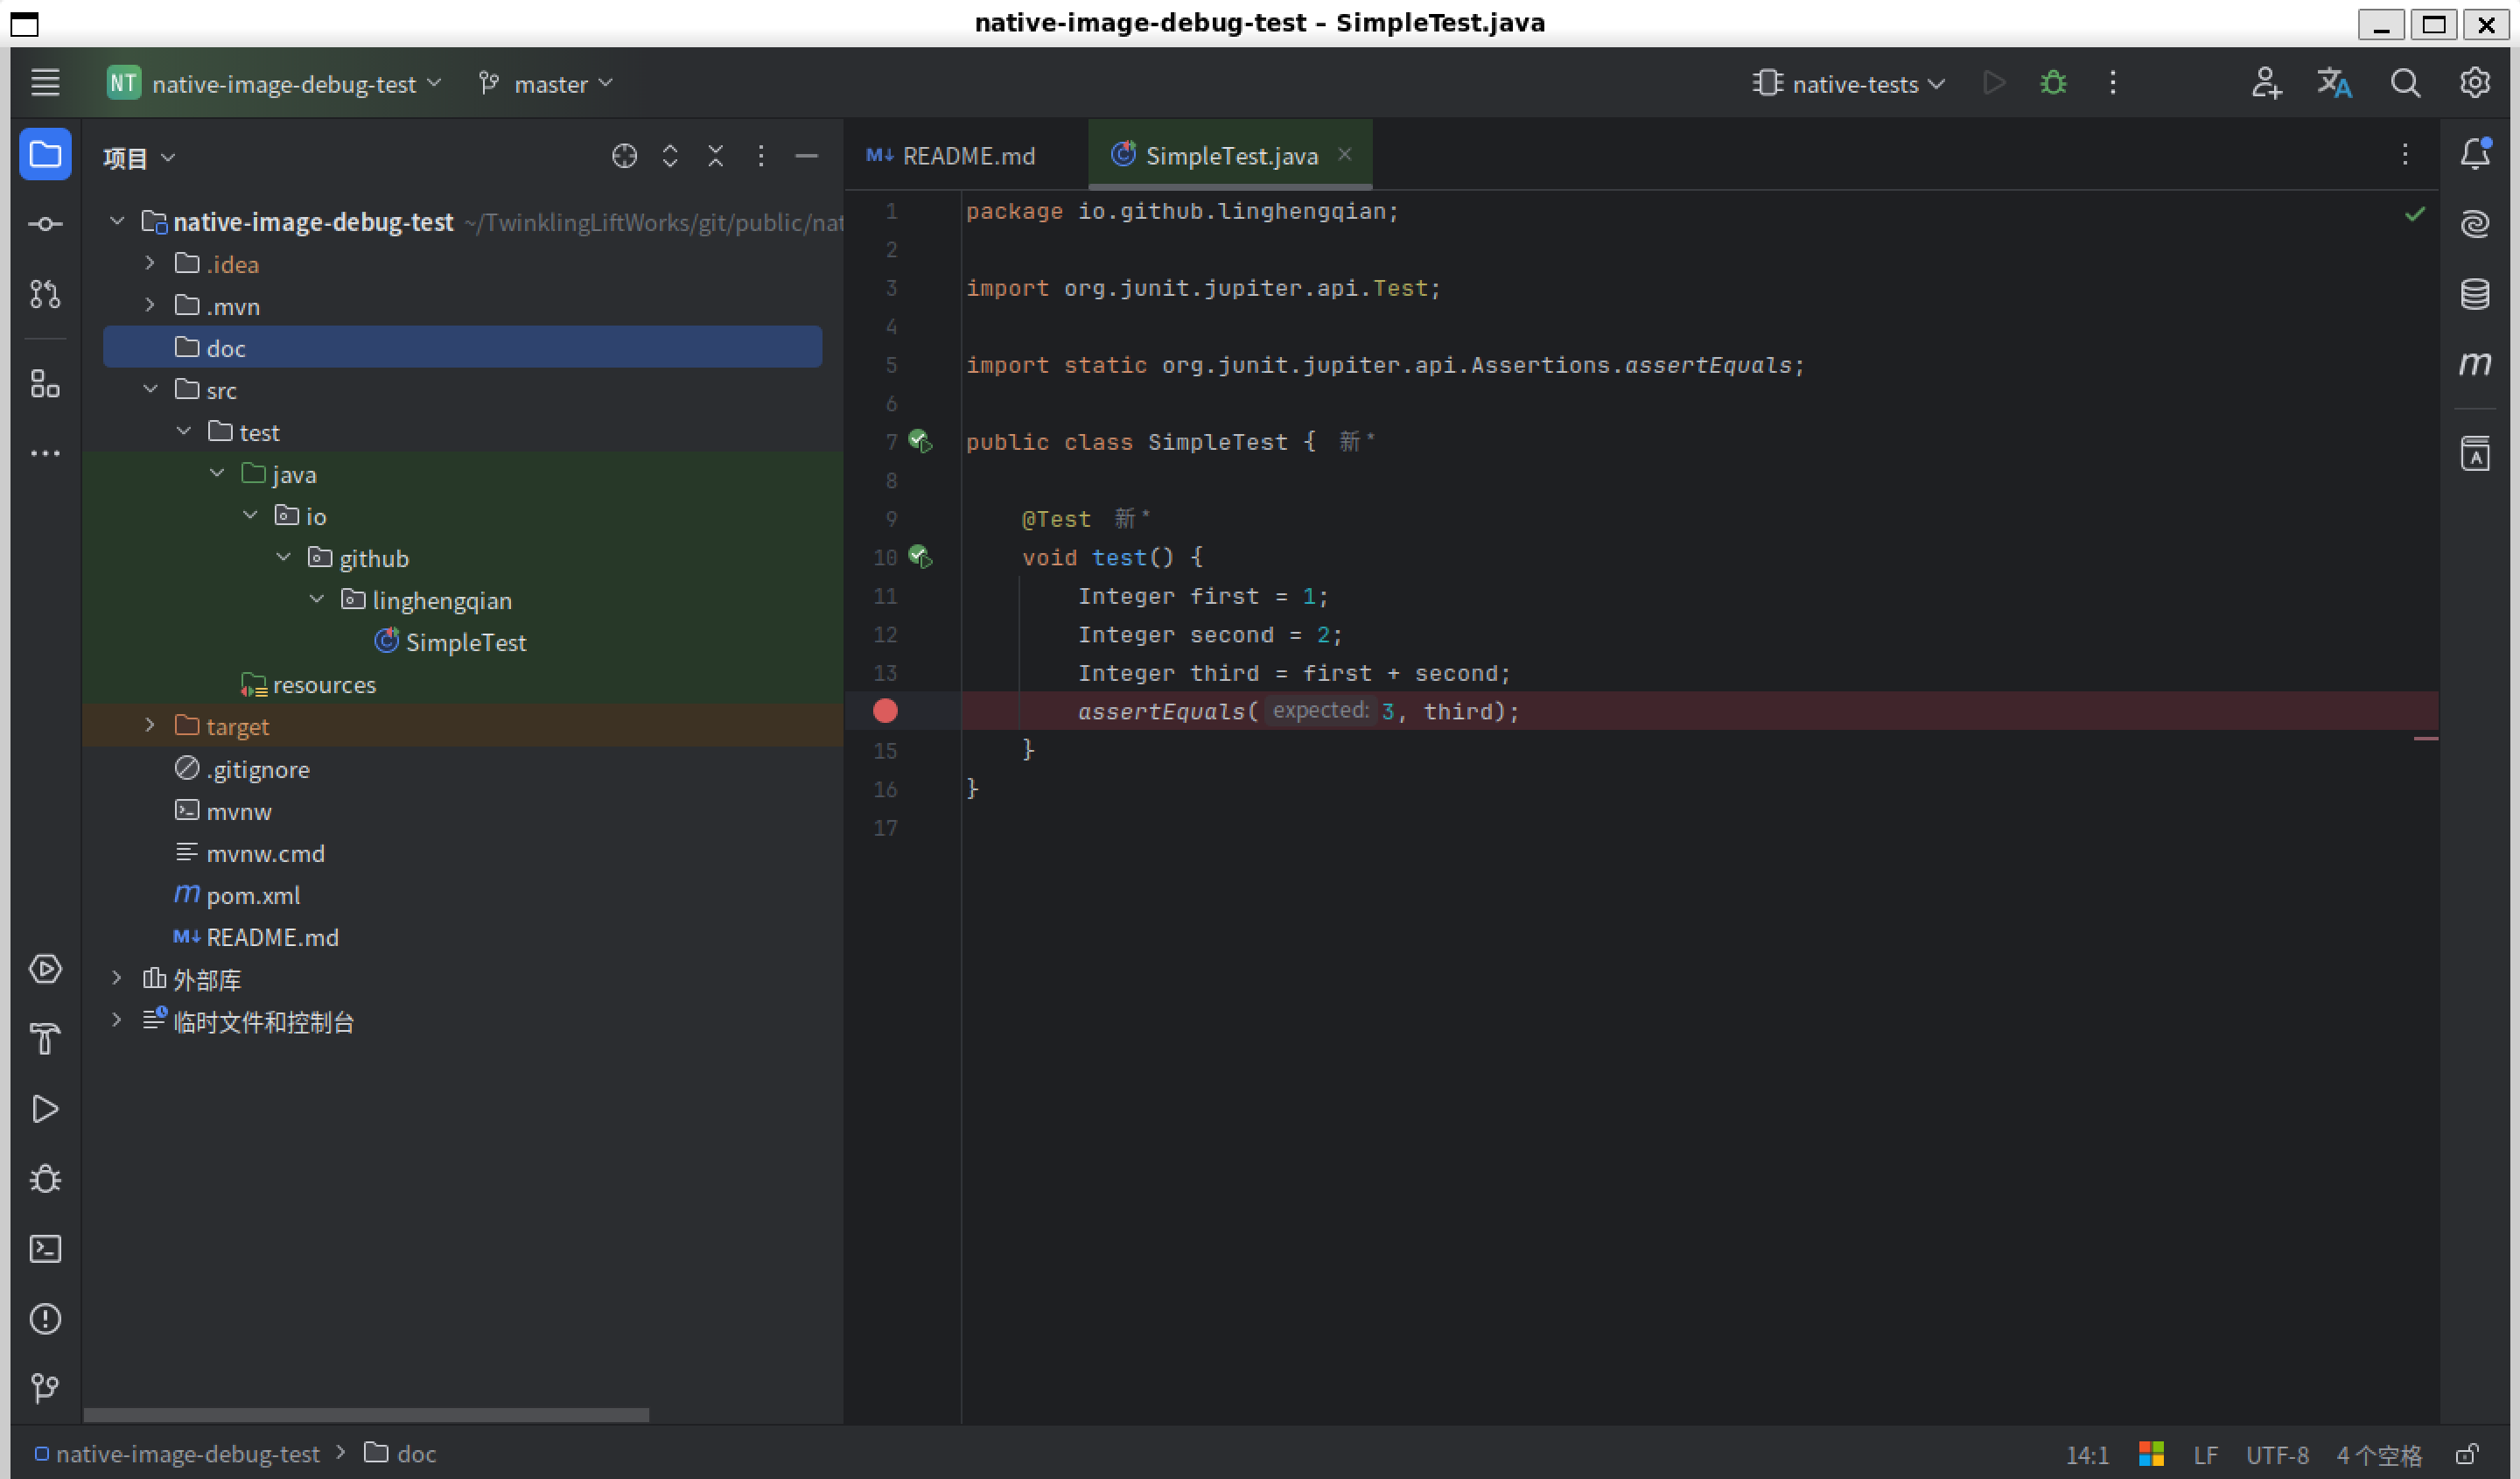 native-image-debug-test – SimpleTest.java
NT native-image-debug-test master native-tests
项目
native-image-debug-test ~/TwinklingLiftWorks/git/public/nat
.idea
.mvn
doc
src
test
java
io
github
linghengqian
SimpleTest
resources
target
.gitignore
mvnw
mvnw.cmd
pom.xml
README.md
外部库
临时文件和控制台
README.md SimpleTest.java
1 package io.github.linghengqian;
2
3 import org.junit.jupiter.api.Test;
4
5 import static org.junit.jupiter.api.Assertions.assertEquals;
6
7 public class SimpleTest { 新 *
8
9 @Test 新 *
10 void test() {
11 Integer first = 1;
12 Integer second = 2;
13 Integer third = first + second;
assertEquals( expected: 3, third);
15 }
16 }
17
native-image-debug-test > doc
14:1 LF UTF-8 4 个空格